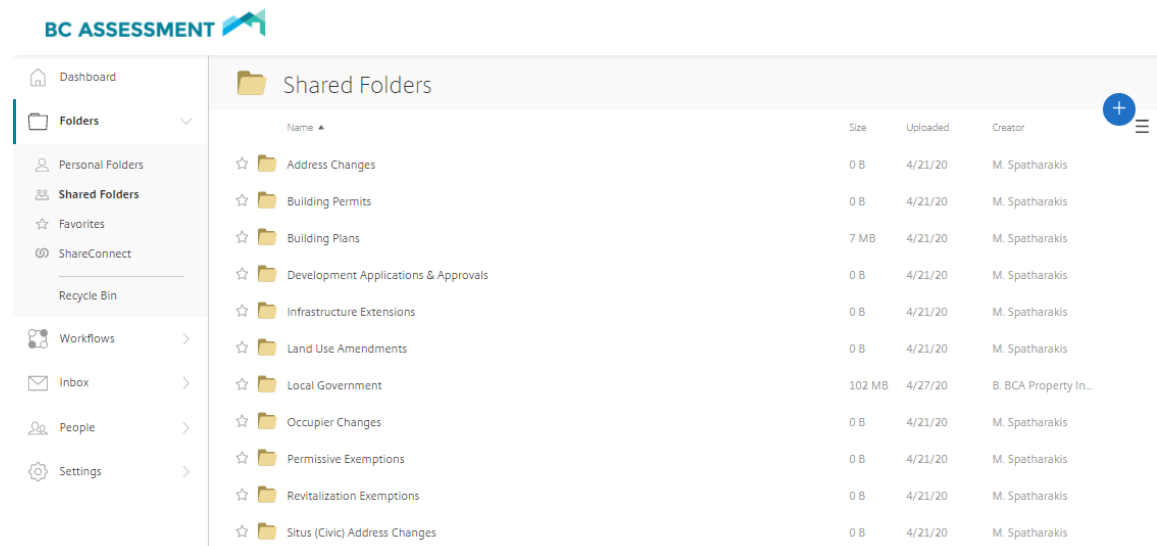 BC ASSESSMENT
Dashboard
Folders
Personal Folders
Shared Folders
Favorites
ShareConnect
Recycle Bin
Workflows
Inbox
People
Settings
Shared Folders
Name Size Uploaded Creator
Address Changes 0 B 4/21/20 M. Spatharakis
Building Permits 0 B 4/21/20 M. Spatharakis
Building Plans 7 MB 4/21/20 M. Spatharakis
Development Applications & Approvals 0 B 4/21/20 M. Spatharakis
Infrastructure Extensions 0 B 4/21/20 M. Spatharakis
Land Use Amendments 0 B 4/21/20 M. Spatharakis
Local Government 102 MB 4/27/20 B. BCA Property In...
Occupier Changes 0 B 4/21/20 M. Spatharakis
Permissive Exemptions 0 B 4/21/20 M. Spatharakis
Revitalization Exemptions 0 B 4/21/20 M. Spatharakis
Situs (Civic) Address Changes 0 B 4/21/20 M. Spatharakis